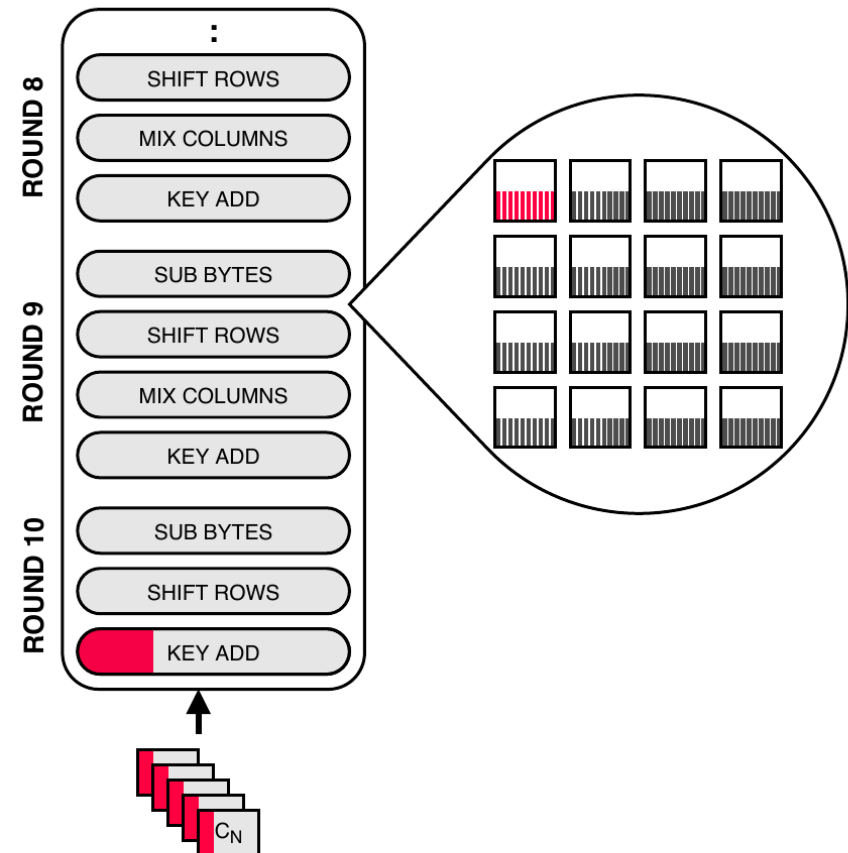 :
ROUND 8
SHIFT ROWS
MIX COLUMNS
KEY ADD
ROUND 9
SUB BYTES
SHIFT ROWS
MIX COLUMNS
KEY ADD
ROUND 10
SUB BYTES
SHIFT ROWS
KEY ADD
C_N